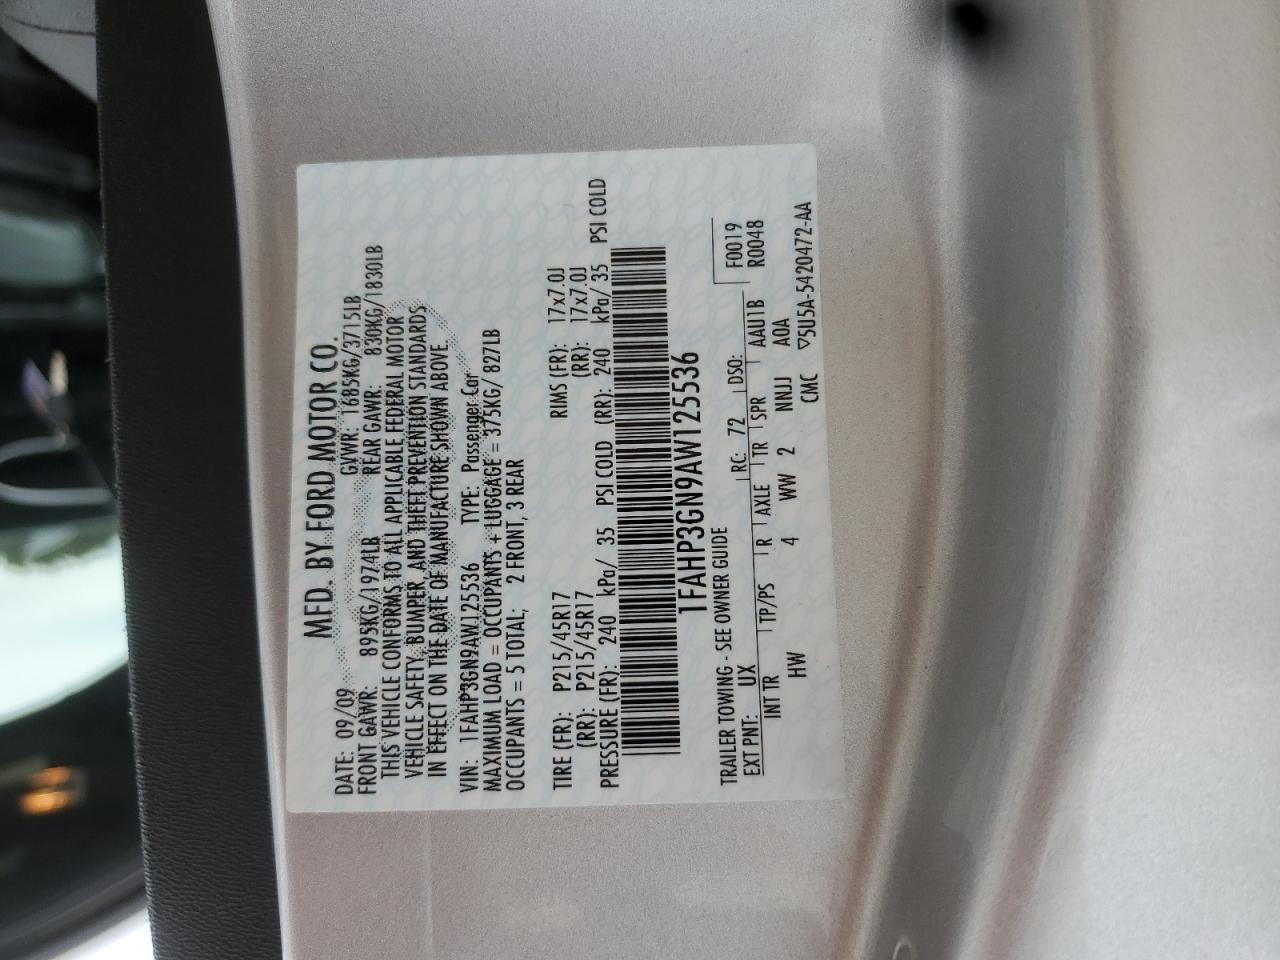 MFD. BY FORD MOTOR CO.
DATE: 09/09 GVWR: 1685KG/3715LB
FRONT GAWR: 895KG/1974LB REAR GAWR: 830KG/1830LB
THIS VEHICLE CONFORMS TO ALL APPLICABLE FEDERAL MOTOR
VEHICLE SAFETY, BUMPER, AND THEFT PREVENTION STANDARDS
IN EFFECT ON THE DATE OF MANUFACTURE SHOWN ABOVE.
VIN: 1FAHP3GN9AW125536 TYPE: Passenger Car
MAXIMUM LOAD = OCCUPANTS + LUGGAGE = 375KG/ 827LB
OCCUPANTS = 5 TOTAL; 2 FRONT, 3 REAR
TIRE (FR): P215/45R17 RIMS (FR): 17x7.0J
(RR): P215/45R17 (RR): 17x7.0J
PRESSURE (FR): 240 kPa/ 35 PSI COLD (RR): 240 kPa/ 35 PSI COLD
1FAHP3GN9AW125536
TRAILER TOWING - SEE OWNER GUIDE F0019
EXT PNT: UX RC: 72 DSO: R0048
INT TR TP/PS R AXLE TR SPR AAU1B
HW 4 WW 2 NNJJ A0A
CMC ▽5U5A-5420472-AA